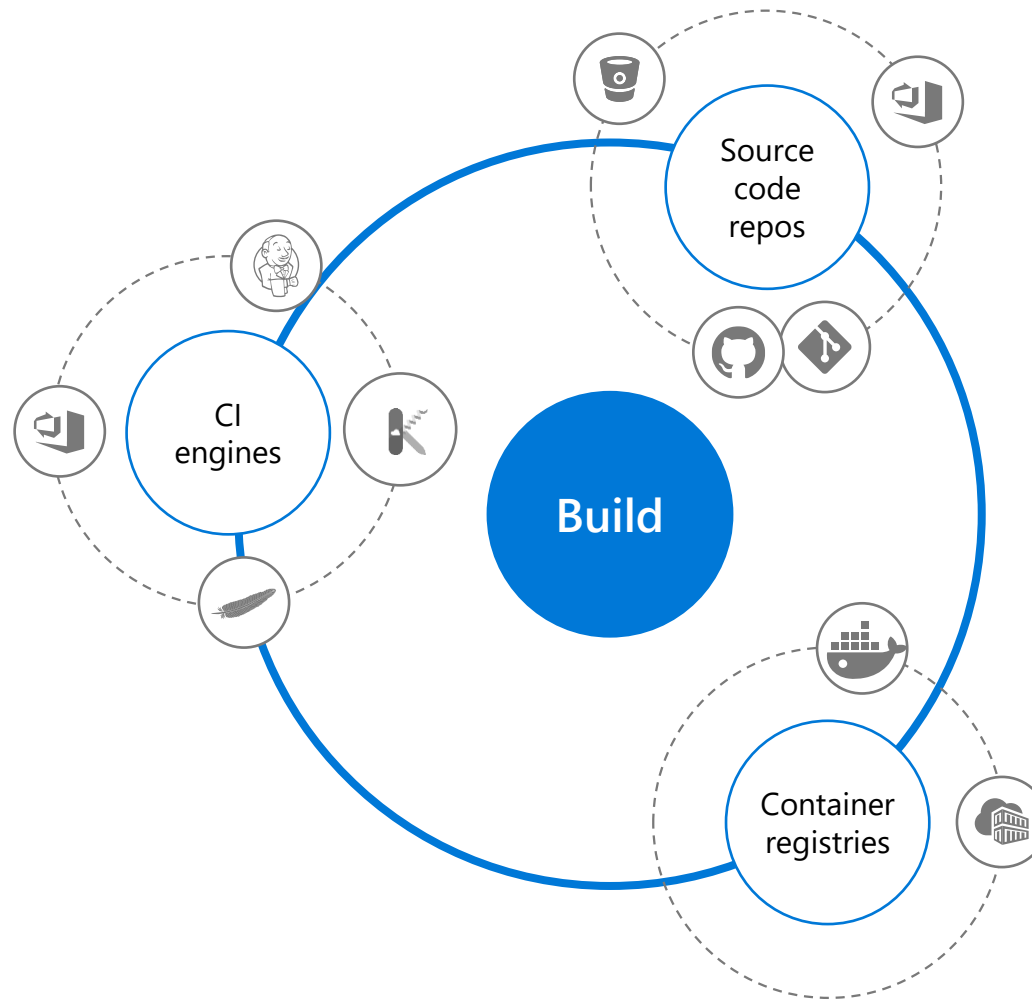 Source
code
repos
CI
engines
Build
Container
registries